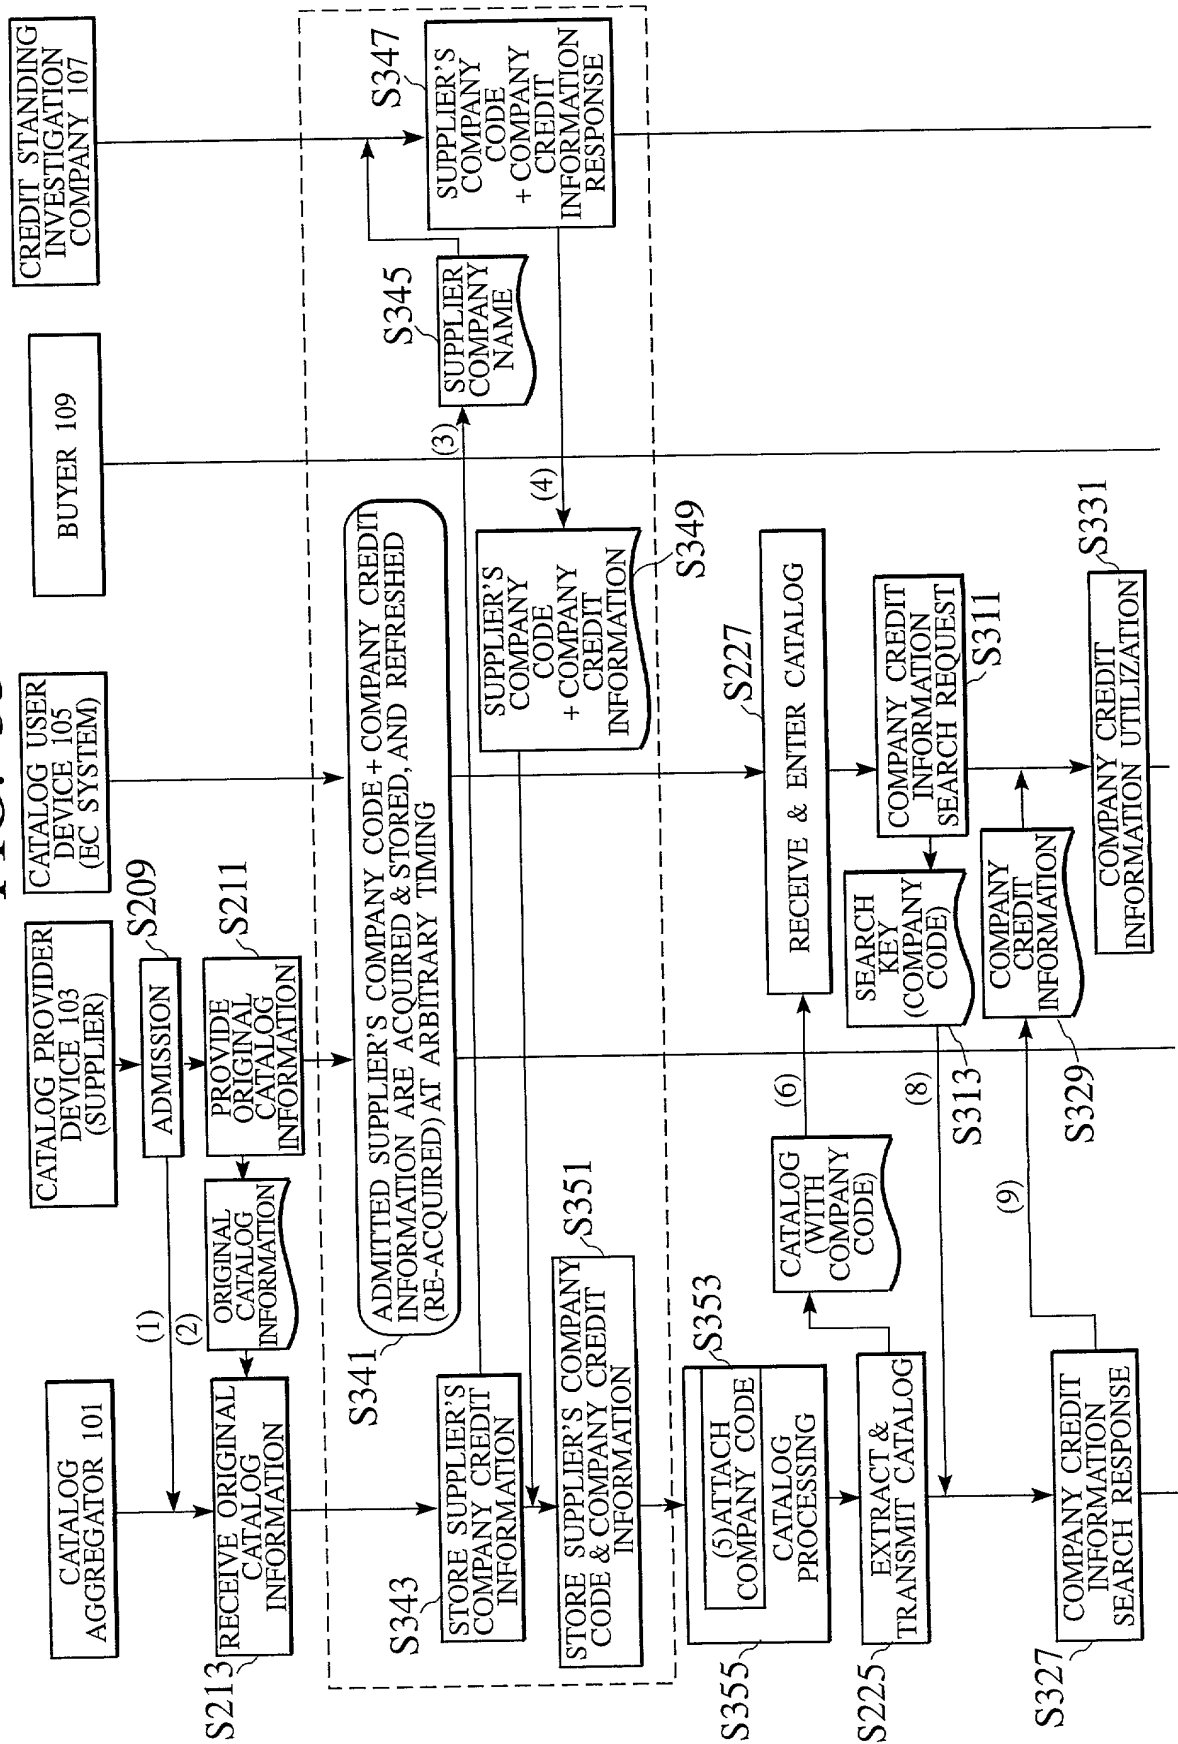 CATALOG
AGGREGATOR 101
CATALOG PROVIDER
DEVICE 103
(SUPPLIER)
CATALOG USER
DEVICE 105
(EC SYSTEM)
BUYER 109
CREDIT STANDING
INVESTIGATION
COMPANY 107
(1)
ADMISSION
S209
(2)
S213
RECEIVE ORIGINAL
CATALOG
INFORMATION
ORIGINAL
CATALOG
INFORMATION
PROVIDE
ORIGINAL
CATALOG
INFORMATION
S211
S341
ADMITTED SUPPLIER'S COMPANY CODE + COMPANY CREDIT
INFORMATION ARE ACQUIRED & STORED, AND REFRESHED
(RE-ACQUIRED) AT ARBITRARY TIMING
S343
STORE SUPPLIER'S
COMPANY CREDIT
INFORMATION
(3)
S345
SUPPLIER
COMPANY
NAME
S347
SUPPLIER'S
COMPANY
CODE
+ COMPANY
CREDIT
INFORMATION
RESPONSE
(4)
SUPPLIER'S
COMPANY
CODE
+ COMPANY
CREDIT
INFORMATION
S349
STORE SUPPLIER'S COMPANY
CODE & COMPANY CREDIT
INFORMATION
S351
S355
S353
(5)ATTACH
COMPANY CODE
CATALOG
PROCESSING
S225
EXTRACT &
TRANSMIT CATALOG
CATALOG
(WITH
COMPANY
CODE)
(6)
RECEIVE & ENTER CATALOG
S227
COMPANY CREDIT
INFORMATION
SEARCH REQUEST
S311
SEARCH
KEY
(COMPANY
CODE)
S313
(8)
S327
COMPANY CREDIT
INFORMATION
SEARCH RESPONSE
(9)
COMPANY
CREDIT
INFORMATION
S329
COMPANY CREDIT
INFORMATION UTILIZATION
S331